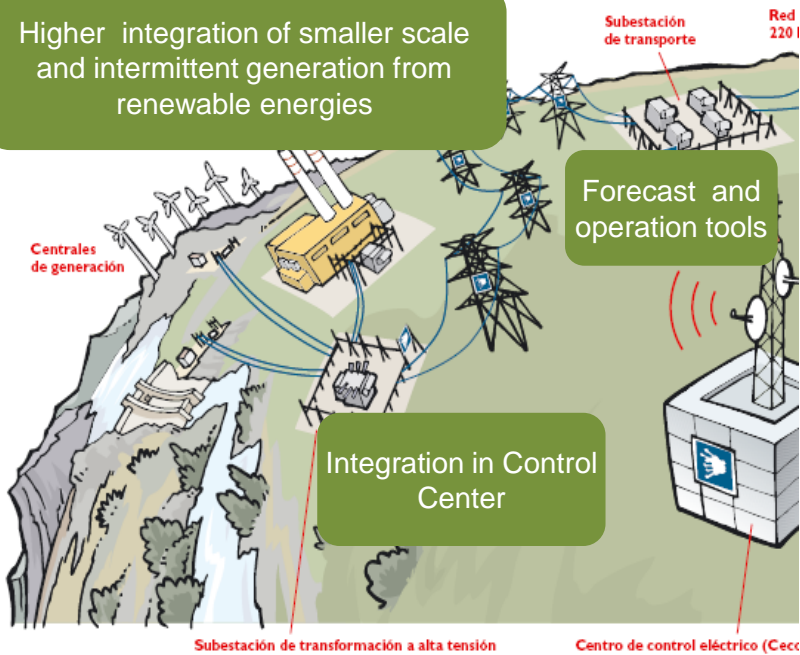 Higher integration of smaller scale
and intermittent generation from
renewable energies
Subestación
de transporte
Red
220
Forecast and
operation tools
Centrales
de generación
Integration in Control
Center
Subestación de transformación a alta tensión
Centro de control eléctrico (Ceco